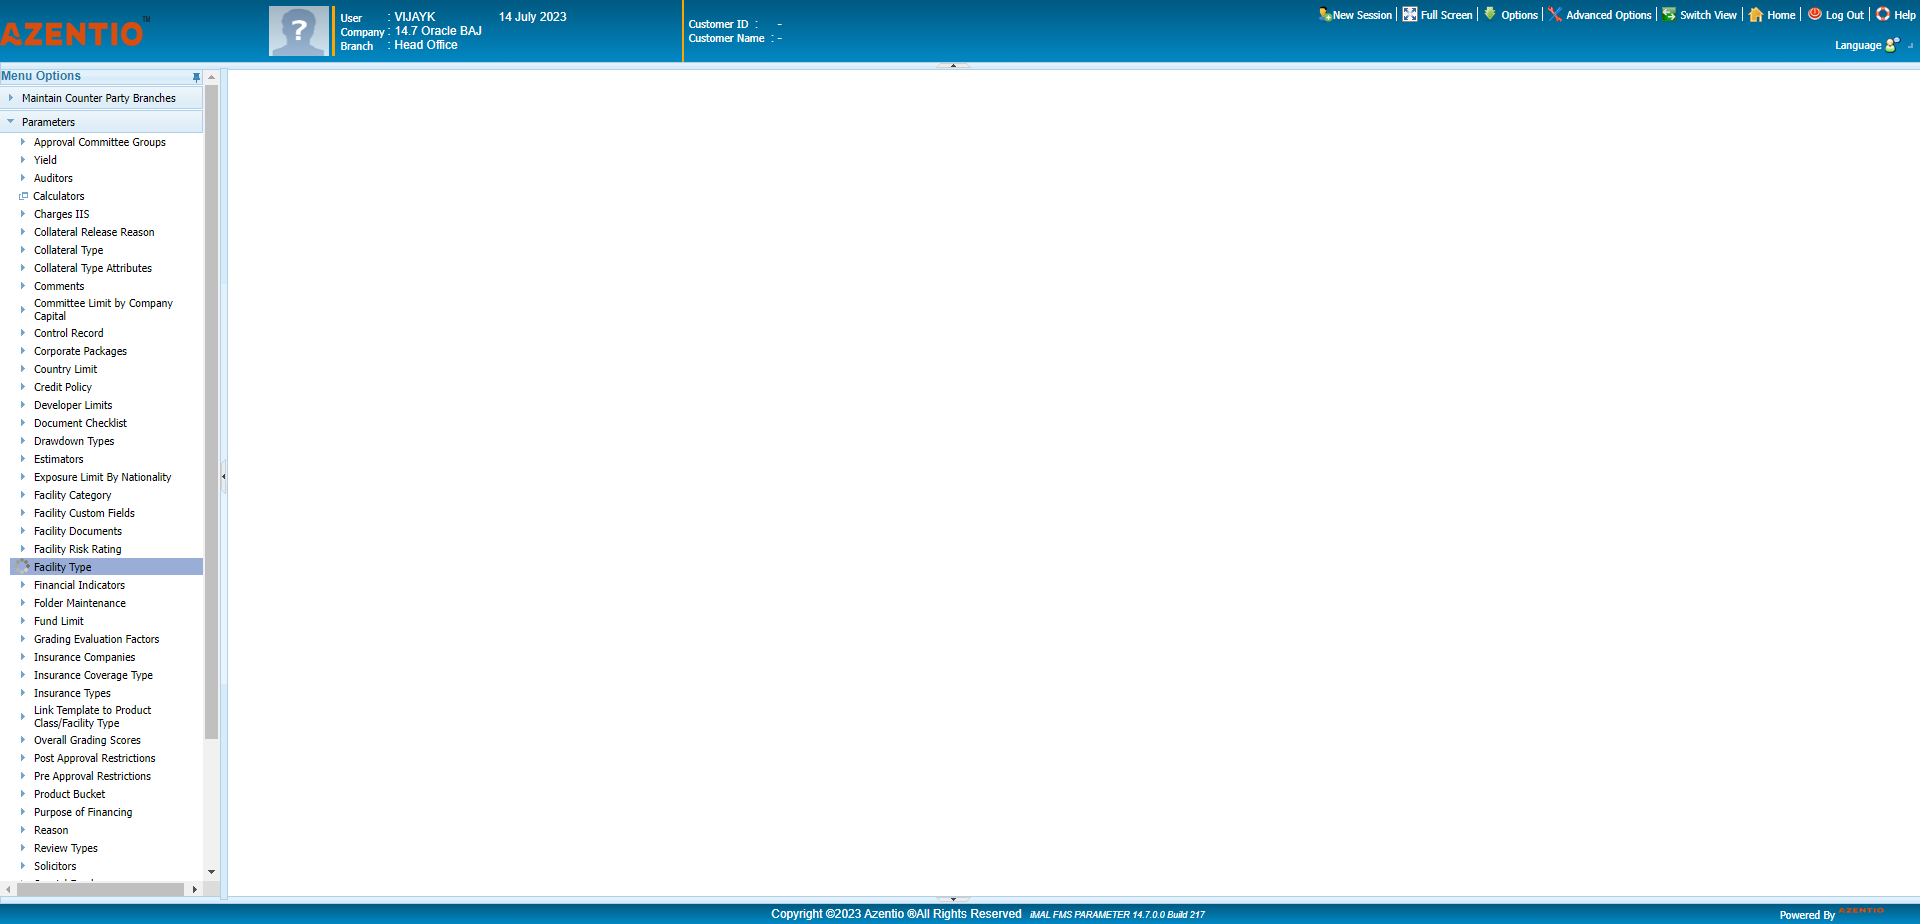 AZENTIO™
User : VIJAYK 14 July 2023
Company : 14.7 Oracle BAJ
Branch : Head Office
Customer ID : -
Customer Name : -
New Session Full Screen Options Advanced Options Switch View Home Log Out Help
Language
Menu Options
Maintain Counter Party Branches
Parameters
Approval Committee Groups
Yield
Auditors
Calculators
Charges IIS
Collateral Release Reason
Collateral Type
Collateral Type Attributes
Comments
Committee Limit by Company
Capital
Control Record
Corporate Packages
Country Limit
Credit Policy
Developer Limits
Document Checklist
Drawdown Types
Estimators
Exposure Limit By Nationality
Facility Category
Facility Custom Fields
Facility Documents
Facility Risk Rating
Facility Type
Financial Indicators
Folder Maintenance
Fund Limit
Grading Evaluation Factors
Insurance Companies
Insurance Coverage Type
Insurance Types
Link Template to Product
Class/Facility Type
Overall Grading Scores
Post Approval Restrictions
Pre Approval Restrictions
Product Bucket
Purpose of Financing
Reason
Review Types
Solicitors
Copyright ©2023 Azentio ®All Rights Reserved iMAL FMS PARAMETER 14.7.0.0 Build 217
Powered By AZENTIO